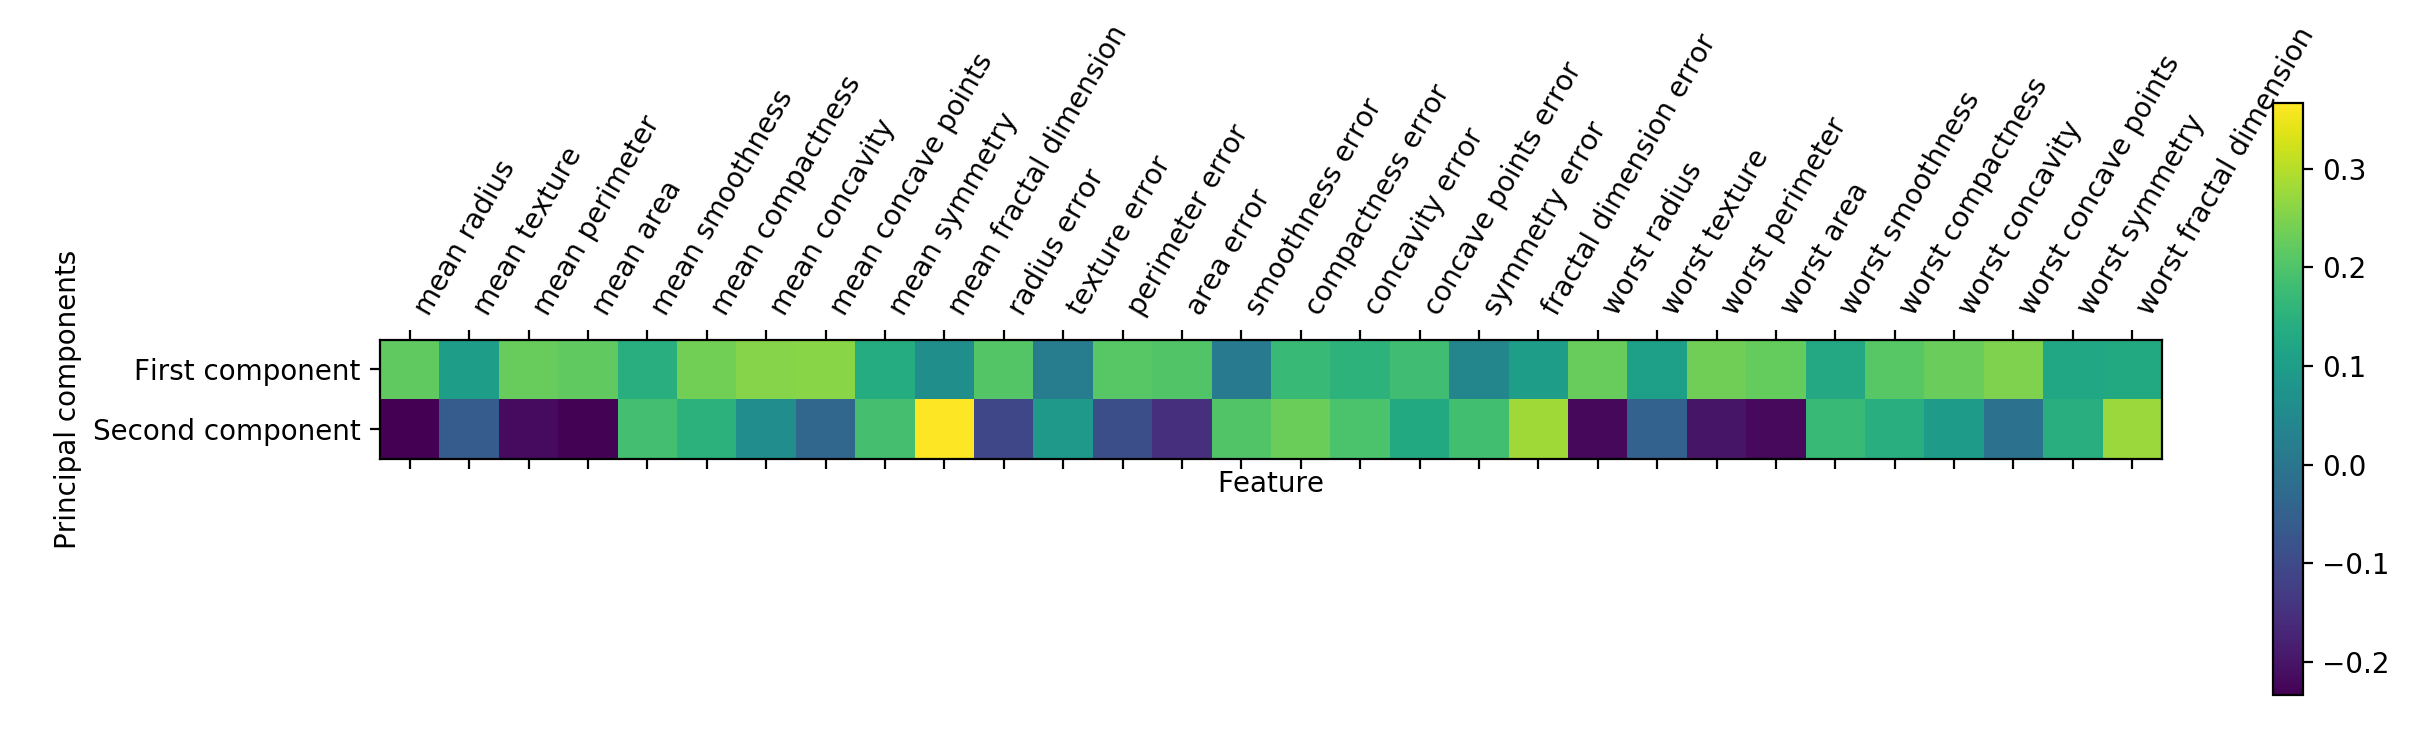 mean radius
mean texture
mean perimeter
mean area
mean smoothness
mean compactness
mean concavity
mean concave points
mean symmetry
mean fractal dimension
radius error
texture error
perimeter error
area error
smoothness error
compactness error
concavity error
concave points error
symmetry error
fractal dimension error
worst radius
worst texture
worst perimeter
worst area
worst smoothness
worst compactness
worst concavity
worst concave points
worst symmetry
worst fractal dimension
Principal components
First component
Second component
Feature
0.3
0.2
0.1
0.0
−0.1
−0.2